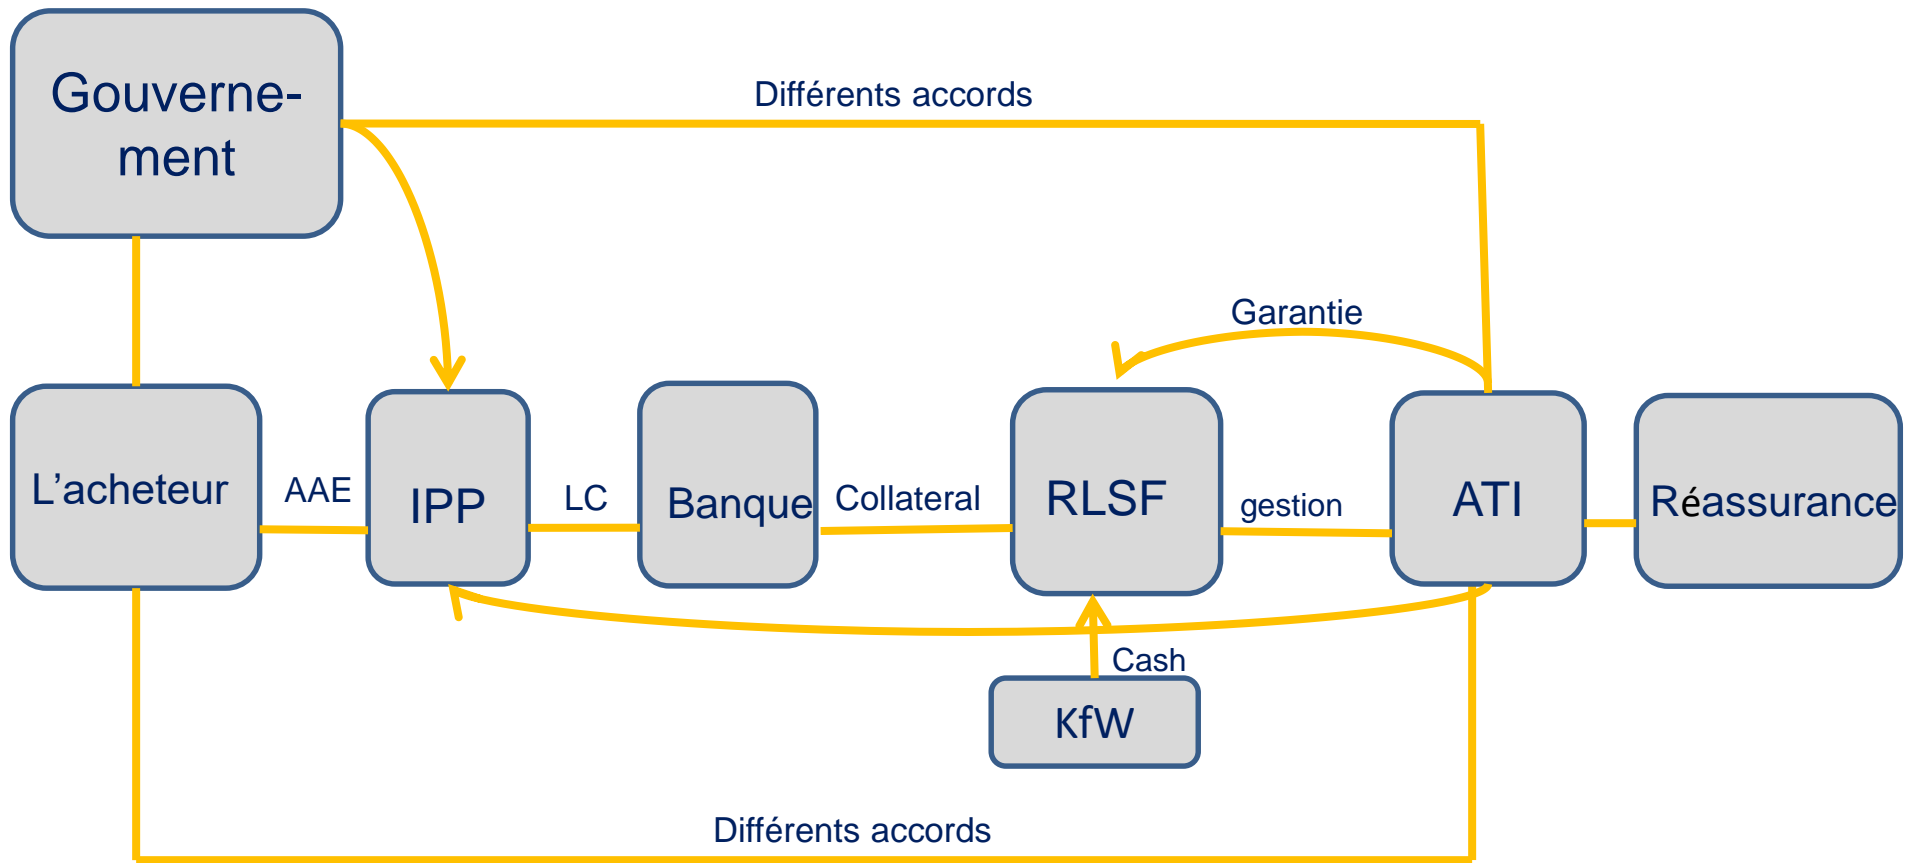 Gouverne-
ment
Différents accords
Garantie
L’acheteur
AAE
IPP
LC
Banque
Collateral
RLSF
gestion
ATI
Réassurance
Cash
KfW
Différents accords